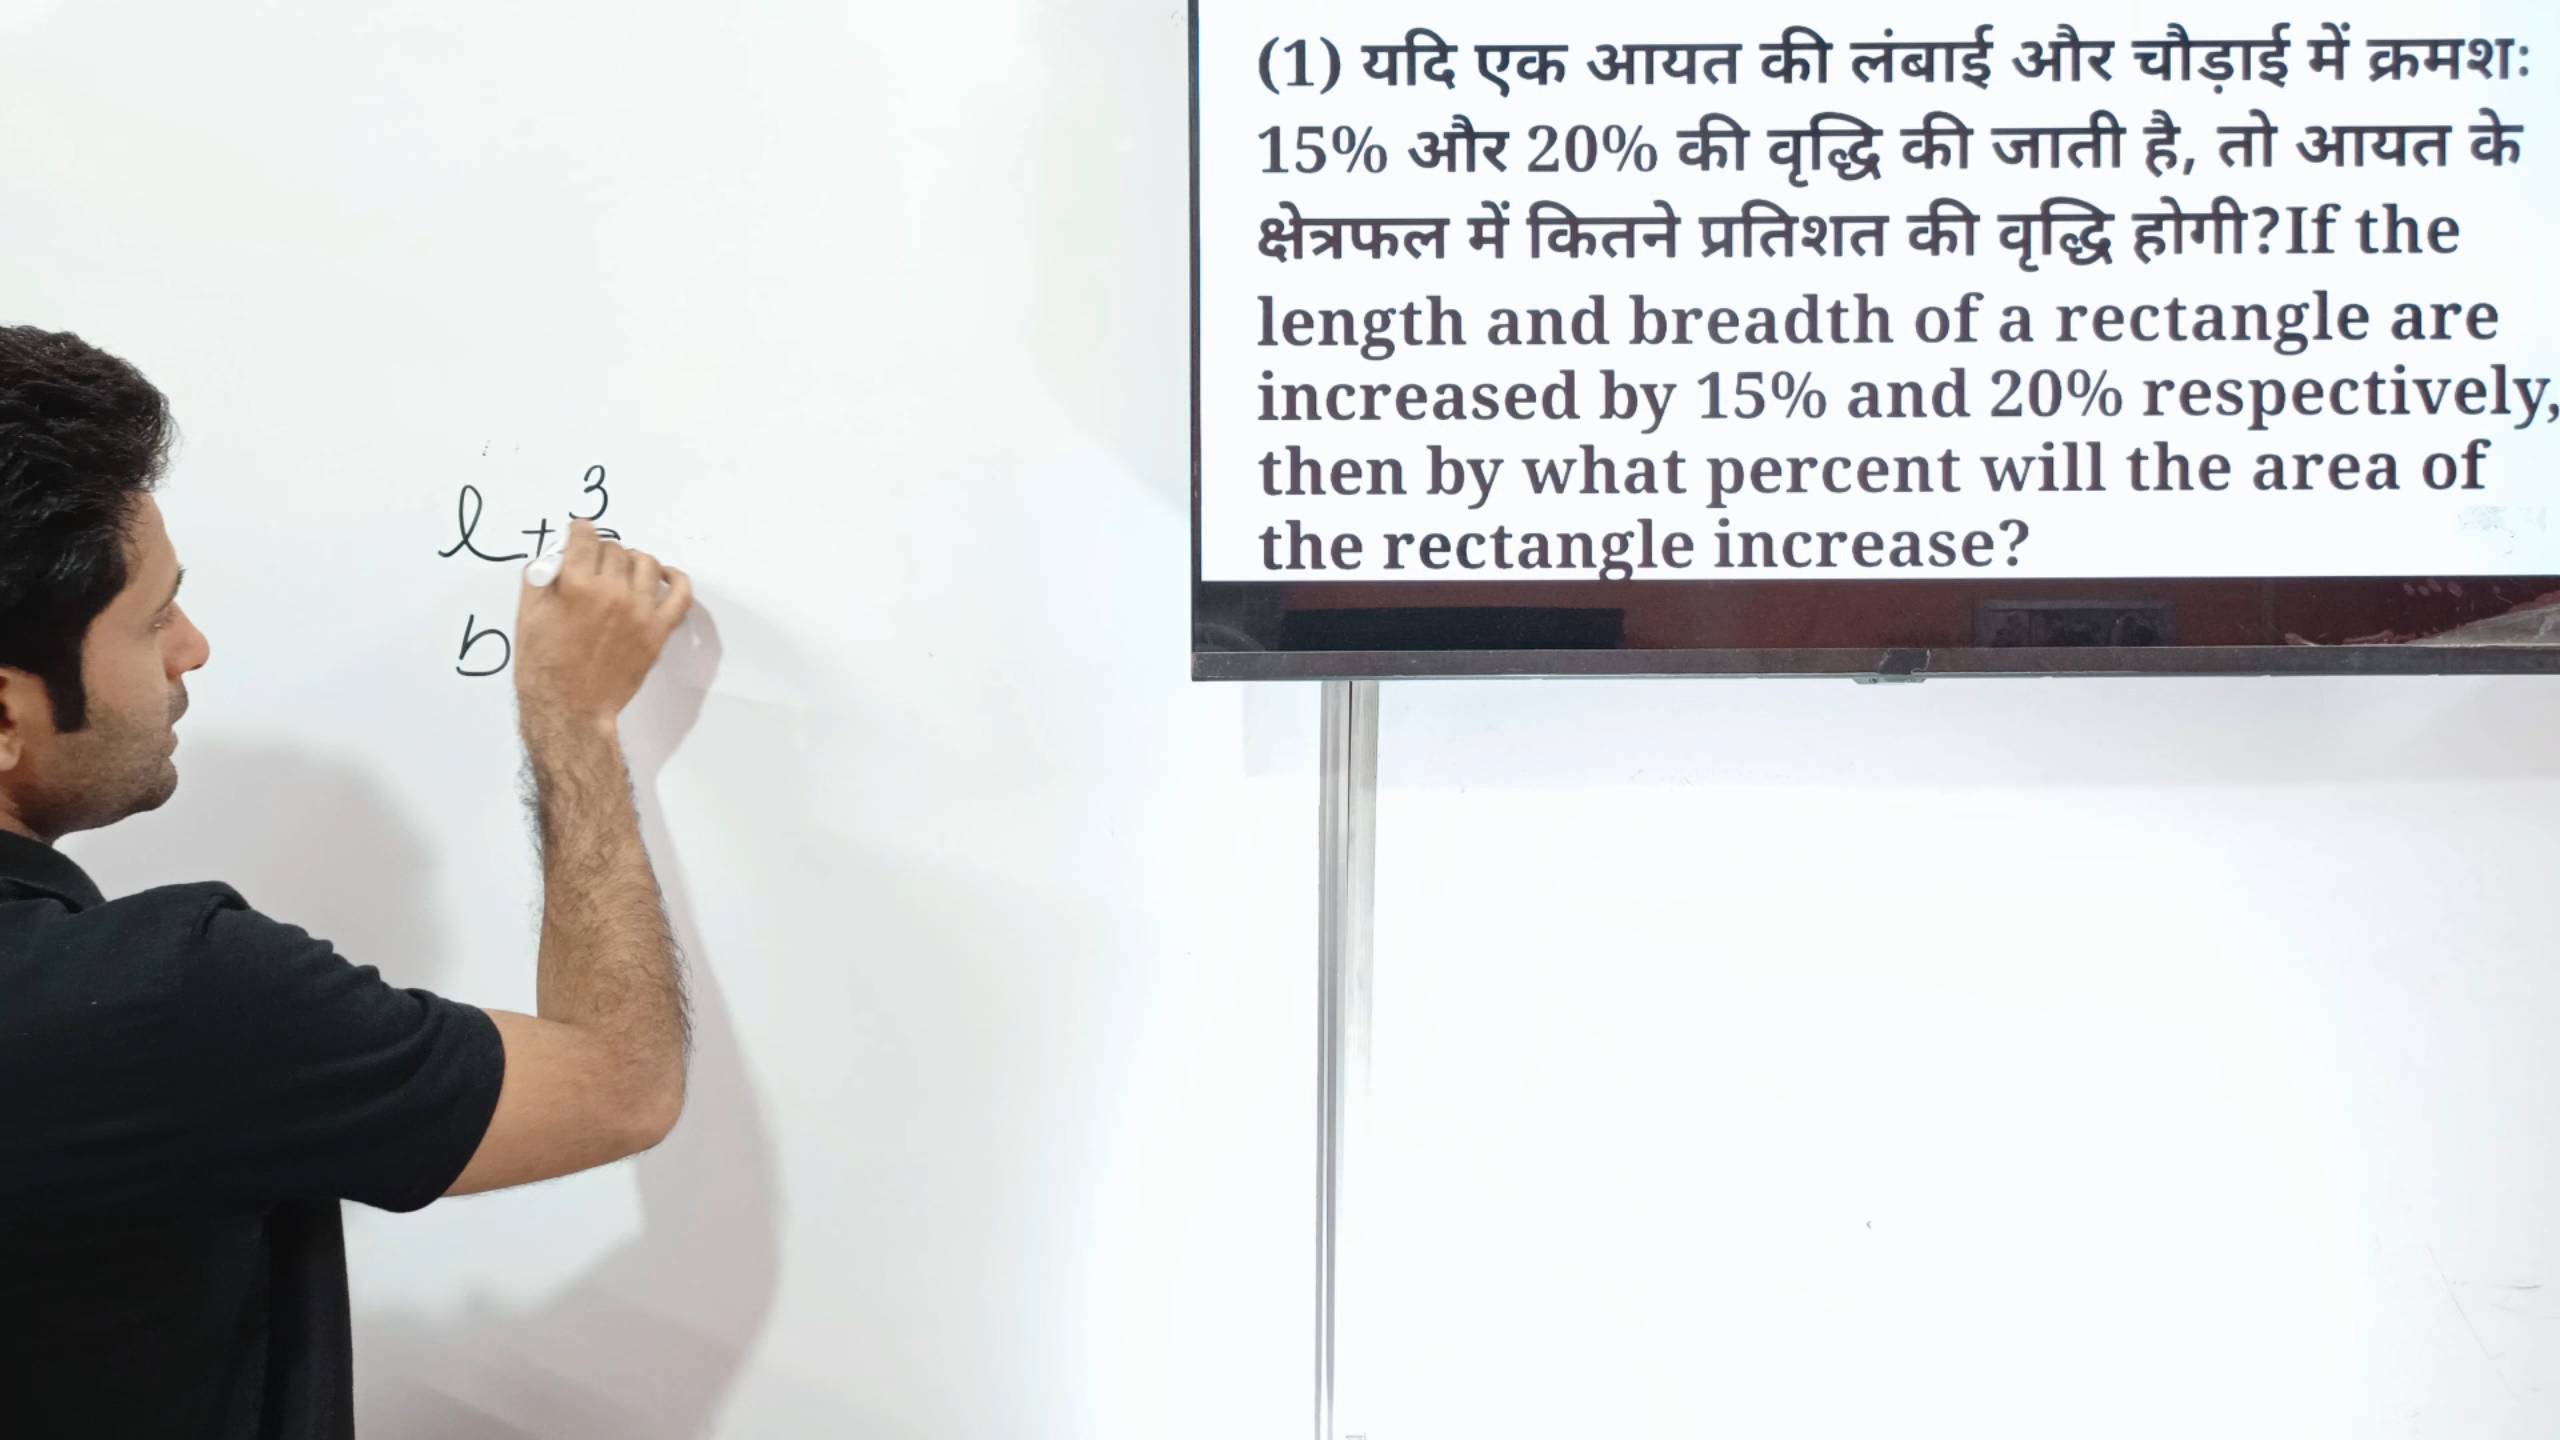 (1) यदि एक आयत की लंबाई और चौड़ाई में क्रमशः
15% और 20% की वृद्धि की जाती है, तो आयत के
क्षेत्रफल में कितने प्रतिशत की वृद्धि होगी?If the
length and breadth of a rectangle are
increased by 15% and 20% respectively,
then by what percent will the area of
the rectangle increase?
l + 3
b